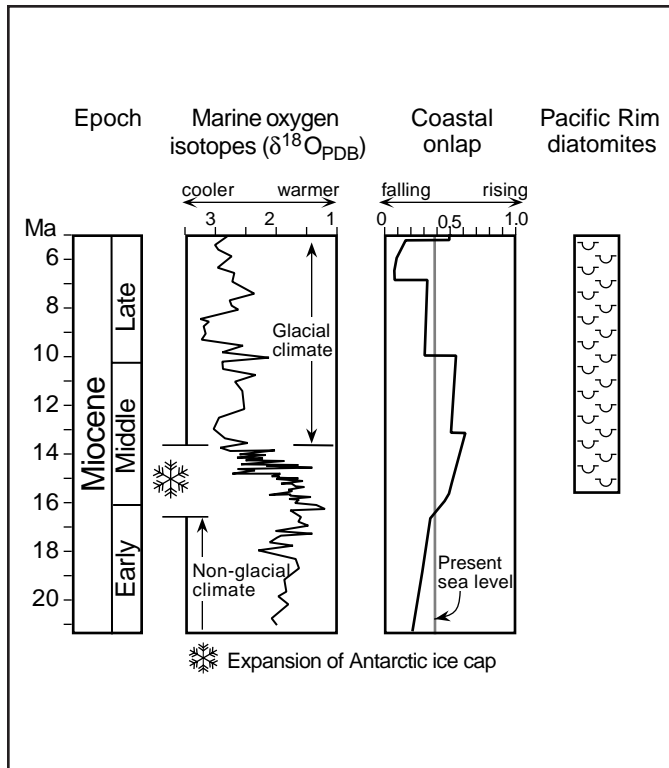 Epoch
Marine oxygen
isotopes (δ18OPDB)
Coastal
onlap
Pacific Rim
diatomites
cooler
warmer
falling
rising
3
2
1
0
0.5
1.0
Ma
6
8
10
12
14
16
18
20
Miocene
Late
Middle
Early
Glacial
climate
Non-glacial
climate
Present
sea level
Expansion of Antarctic ice cap